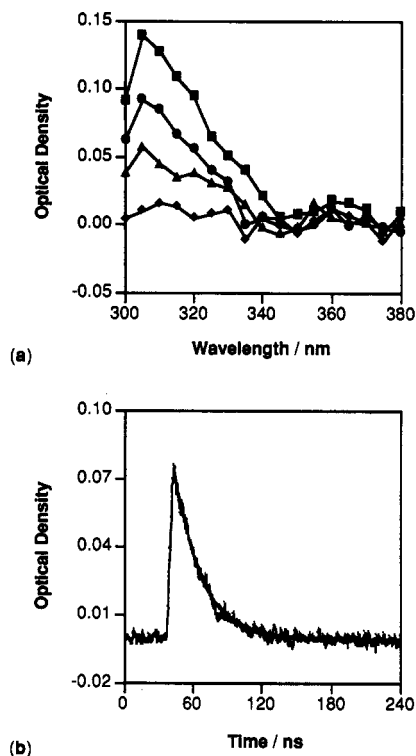 0.15
0.10
0.05
0.00
-0.05
Optical Density
300 320 340 360 380
Wavelength / nm
(a)
0.10
0.07
0.04
0.01
-0.02
Optical Density
0 60 120 180 240
Time / ns
(b)